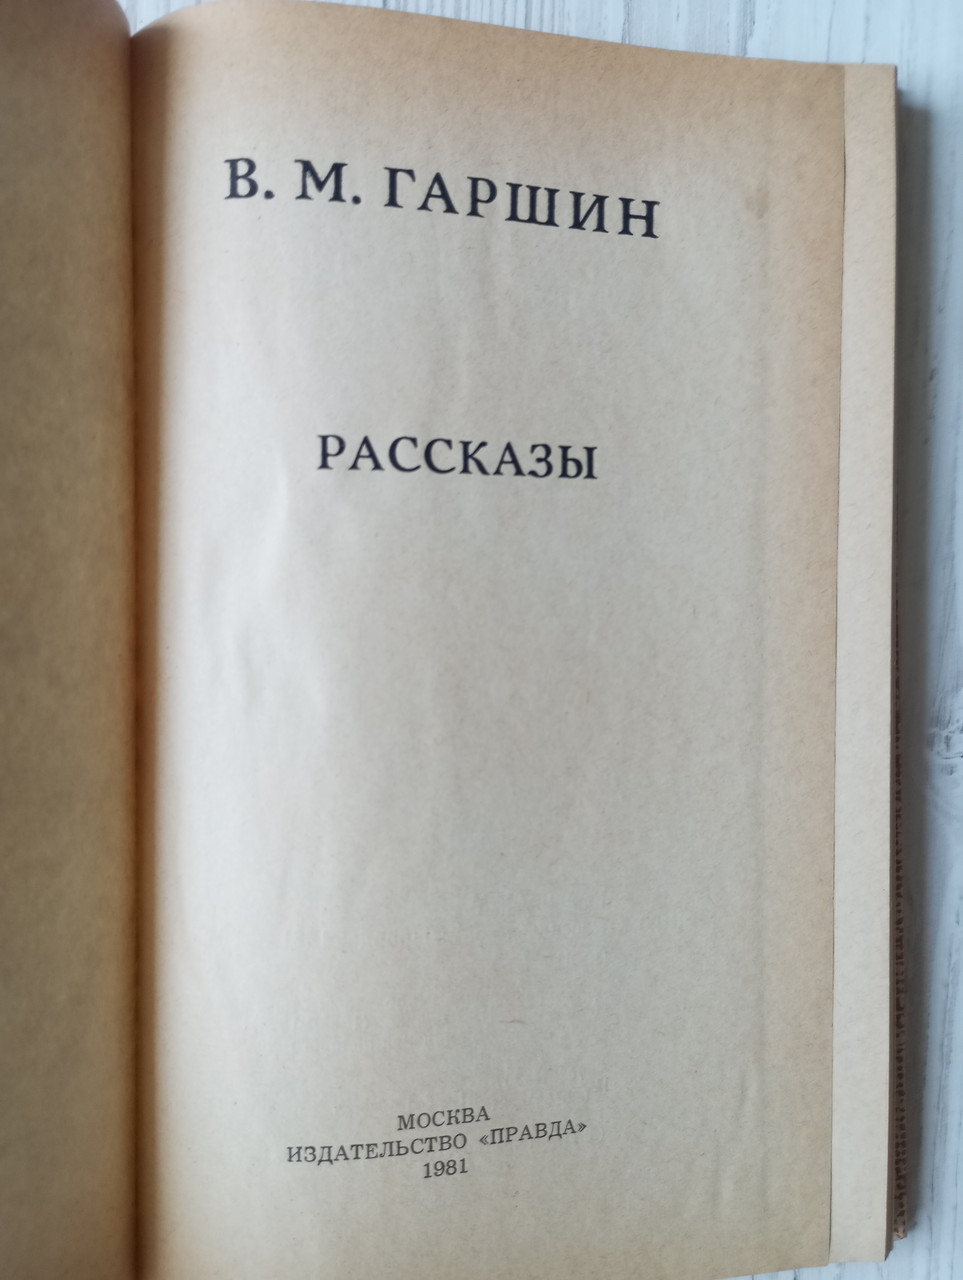 В. М. ГАРШИН
РАССКАЗЫ
МОСКВА
ИЗДАТЕЛЬСТВО «ПРАВДА»
1981